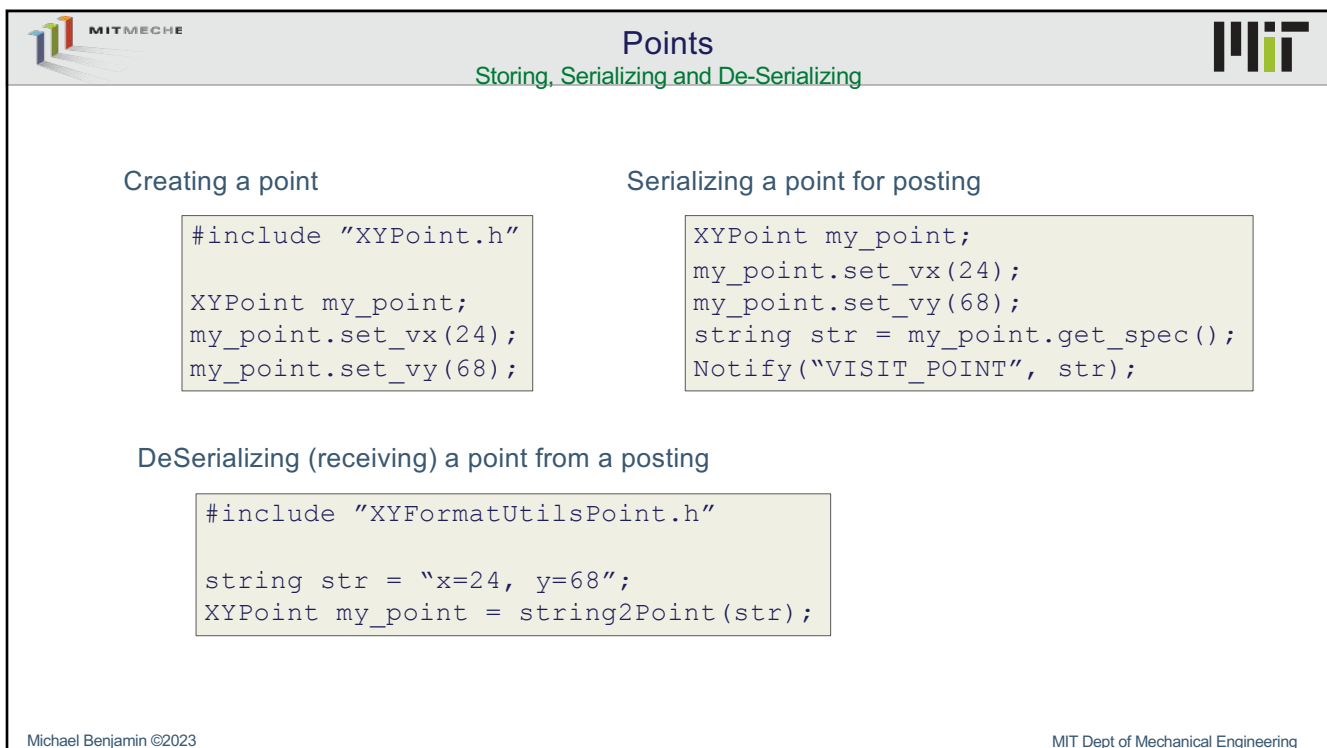 MITMECHE
Points
Storing, Serializing and De-Serializing
MIT
Creating a point
#include ”XYPoint.h”
XYPoint my_point;
my_point.set_vx(24);
my_point.set_vy(68);
Serializing a point for posting
XYPoint my_point;
my_point.set_vx(24);
my_point.set_vy(68);
string str = my_point.get_spec();
Notify(“VISIT_POINT”, str);
DeSerializing (receiving) a point from a posting
#include ”XYFormatUtilsPoint.h”
string str = “x=24, y=68”;
XYPoint my_point = string2Point(str);
Michael Benjamin ©2023
MIT Dept of Mechanical Engineering